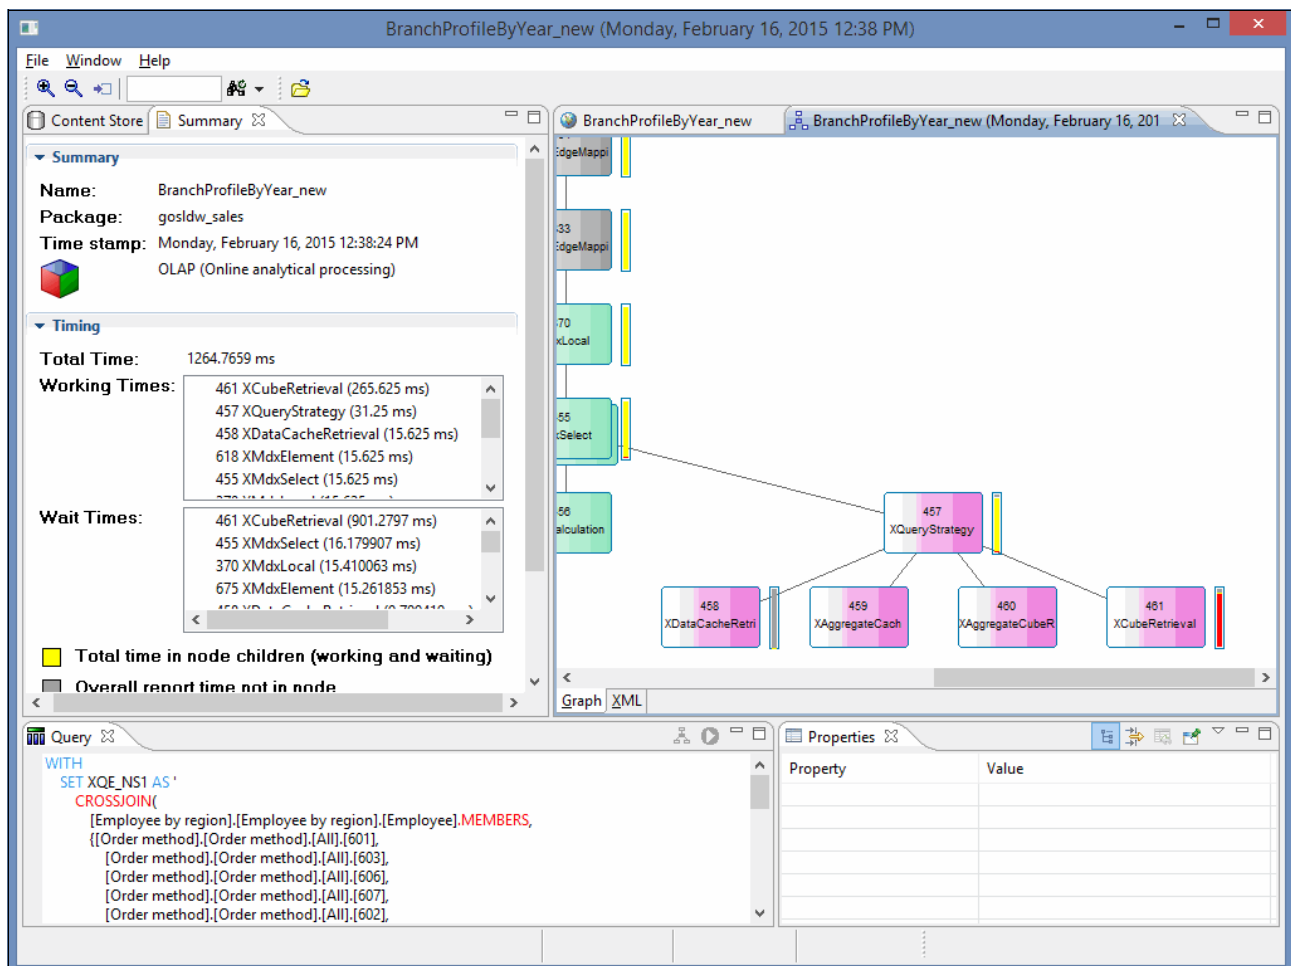 BranchProfileByYear_new (Monday, February 16, 2015 12:38 PM)
File Window Help
Content Store Summary
Summary
Name: BranchProfileByYear_new
Package: gosldw_sales
Time stamp: Monday, February 16, 2015 12:38:24 PM
OLAP (Online analytical processing)
Timing
Total Time: 1264.7659 ms
Working Times:
461 XCubeRetrieval (265.625 ms)
457 XQueryStrategy (31.25 ms)
458 XDataCacheRetrieval (15.625 ms)
618 XMdxElement (15.625 ms)
455 XMdxSelect (15.625 ms)
Wait Times:
461 XCubeRetrieval (901.2797 ms)
455 XMdxSelect (16.179907 ms)
370 XMdxLocal (15.410063 ms)
675 XMdxElement (15.261853 ms)
Total time in node children (working and waiting)
Overall report time not in node
BranchProfileByYear_new
BranchProfileByYear_new (Monday, February 16, 201
EdgeMappi
33
EdgeMappi
70
xLocal
55
Select
56
alculation
457
XQueryStrategy
458
XDataCacheRetri
459
XAggregateCach
460
XAggregateCubeR
461
XCubeRetrieval
Graph XML
Query
WITH
SET XQE_NS1 AS '
CROSSJOIN(
[Employee by region].[Employee by region].[Employee].MEMBERS,
{[Order method].[Order method].[All].[601],
[Order method].[Order method].[All].[603],
[Order method].[Order method].[All].[606],
[Order method].[Order method].[All].[607],
[Order method].[Order method].[All].[602],
Properties
Property Value